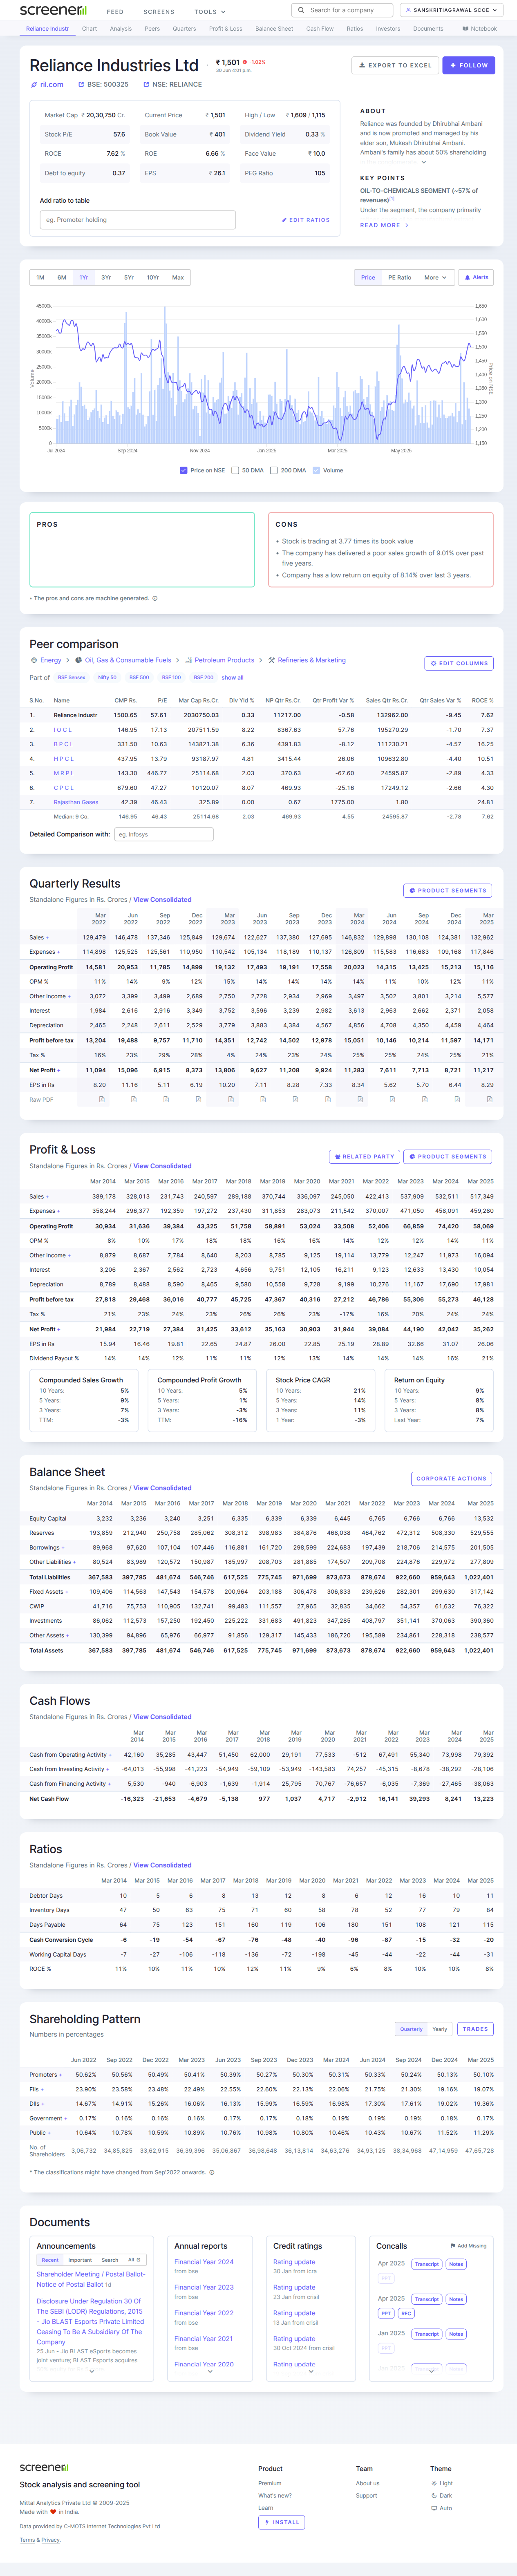 screener
FEED SCREENS TOOLS
Search for a company
SANSKRITIAGRAWAL SCOE
Reliance Industr Chart Analysis Peers Quarters Profit & Loss Balance Sheet Cash Flow Ratios Investors Documents Notebook
Reliance Industries Ltd
₹ 1,501 -1.02%
30 Jun 4:01 p.m.
EXPORT TO EXCEL
FOLLOW
ril.com BSE: 500325 NSE: RELIANCE
Market Cap ₹ 20,30,750 Cr. Current Price ₹ 1,501 High / Low ₹ 1,609 / 1,115
Stock P/E 57.6 Book Value ₹ 401 Dividend Yield 0.33 %
ROCE 7.62 % ROE 6.66 % Face Value ₹ 10.0
Debt to equity 0.37 EPS ₹ 26.1 PEG Ratio 105
Add ratio to table
eg. Promoter holding
EDIT RATIOS
ABOUT
Reliance was founded by Dhirubhai Ambani
and is now promoted and managed by his
elder son, Mukesh Dhirubhai Ambani.
Ambani's family has about 50% shareholding
KEY POINTS
OIL-TO-CHEMICALS SEGMENT (~57% of
revenues)[1]
Under the segment, the company primarily
READ MORE
1M 6M 1Yr 3Yr 5Yr 10Yr Max
Price PE Ratio More Alerts
45000k 1,650
40000k 1,600
35000k 1,550
30000k 1,500
25000k 1,450
20000k 1,400
15000k 1,350
10000k 1,300
5000k 1,250
0 1,200
1,150
Volume
Price on NSE
Jul 2024 Sep 2024 Nov 2024 Jan 2025 Mar 2025 May 2025
Price on NSE 50 DMA 200 DMA Volume
PROS
CONS
Stock is trading at 3.77 times its book value
The company has delivered a poor sales growth of 9.01% over past
five years.
Company has a low return on equity of 8.14% over last 3 years.
* The pros and cons are machine generated.
Peer comparison
Energy Oil, Gas & Consumable Fuels Petroleum Products Refineries & Marketing
EDIT COLUMNS
Part of BSE Sensex Nifty 50 BSE 500 BSE 100 BSE 200 show all
S.No. Name CMP Rs. P/E Mar Cap Rs.Cr. Div Yld % NP Qtr Rs.Cr. Qtr Profit Var % Sales Qtr Rs.Cr. Qtr Sales Var % ROCE %
1. Reliance Industr 1500.65 57.61 2030750.03 0.33 11217.00 -0.58 132962.00 -9.45 7.62
2. I O C L 146.95 17.13 207511.59 8.22 8367.63 57.76 195270.29 -1.70 7.37
3. B P C L 331.50 10.63 143821.38 6.36 4391.83 -8.12 111230.21 -4.57 16.25
4. H P C L 437.95 13.79 93187.97 4.81 3415.44 26.06 109632.80 -4.40 10.51
5. M R P L 143.30 446.77 25114.68 2.03 370.63 -67.60 24595.87 -2.89 4.33
6. C P C L 679.60 47.27 10120.07 8.07 469.93 -25.16 17249.12 -2.66 4.30
7. Rajasthan Gases 42.39 46.43 325.89 0.00 0.67 1775.00 1.80 24.81
Median: 9 Co. 146.95 46.43 25114.68 2.03 469.93 4.55 24595.87 -2.78 7.62
Detailed Comparison with: eg. Infosys
Quarterly Results
Standalone Figures in Rs. Crores / View Consolidated
PRODUCT SEGMENTS
Mar 2022 Jun 2022 Sep 2022 Dec 2022 Mar 2023 Jun 2023 Sep 2023 Dec 2023 Mar 2024 Jun 2024 Sep 2024 Dec 2024 Mar 2025
Sales + 129,479 146,478 137,346 125,849 129,674 122,627 137,380 127,695 146,832 129,898 130,108 124,381 132,962
Expenses + 114,898 125,525 125,561 110,950 110,542 105,134 118,189 110,137 126,809 115,583 116,683 109,168 117,846
Operating Profit 14,581 20,953 11,785 14,899 19,132 17,493 19,191 17,558 20,023 14,315 13,425 15,213 15,116
OPM % 11% 14% 9% 12% 15% 14% 14% 14% 14% 11% 10% 12% 11%
Other Income + 3,072 3,399 3,499 2,689 2,750 2,728 2,934 2,969 3,497 3,502 3,801 3,214 5,577
Interest 1,984 2,616 2,916 3,349 3,752 3,596 3,239 2,982 3,613 2,963 2,662 2,371 2,058
Depreciation 2,465 2,248 2,611 2,529 3,779 3,883 4,384 4,567 4,856 4,708 4,350 4,459 4,464
Profit before tax 13,204 19,488 9,757 11,710 14,351 12,742 14,502 12,978 15,051 10,146 10,214 11,597 14,171
Tax % 16% 23% 29% 28% 4% 24% 23% 24% 25% 25% 24% 25% 21%
Net Profit + 11,094 15,096 6,915 8,373 13,806 9,627 11,208 9,924 11,283 7,611 7,713 8,721 11,217
EPS in Rs 8.20 11.16 5.11 6.19 10.20 7.11 8.28 7.33 8.34 5.62 5.70 6.44 8.29
Raw PDF
Profit & Loss
Standalone Figures in Rs. Crores / View Consolidated
RELATED PARTY PRODUCT SEGMENTS
Mar 2014 Mar 2015 Mar 2016 Mar 2017 Mar 2018 Mar 2019 Mar 2020 Mar 2021 Mar 2022 Mar 2023 Mar 2024 Mar 2025
Sales + 389,178 328,013 231,743 240,597 289,188 370,744 336,097 245,050 422,413 537,909 532,511 517,349
Expenses + 358,244 296,377 192,359 197,272 237,430 311,853 283,073 211,542 370,007 471,050 458,091 459,280
Operating Profit 30,934 31,636 39,384 43,325 51,758 58,891 53,024 33,508 52,406 66,859 74,420 58,069
OPM % 8% 10% 17% 18% 18% 16% 16% 14% 12% 12% 14% 11%
Other Income + 8,879 8,687 7,784 8,640 8,203 8,785 9,125 19,114 13,779 12,247 11,973 16,094
Interest 3,206 2,367 2,562 2,723 4,656 9,751 12,105 16,211 9,123 12,633 13,430 10,054
Depreciation 8,789 8,488 8,590 8,465 9,580 10,558 9,728 9,199 10,276 11,167 17,690 17,981
Profit before tax 27,818 29,468 36,016 40,777 45,725 47,367 40,316 27,212 46,786 55,306 55,273 46,128
Tax % 21% 23% 24% 23% 26% 26% 23% -17% 16% 20% 24% 24%
Net Profit + 21,984 22,719 27,384 31,425 33,612 35,163 30,903 31,944 39,084 44,190 42,042 35,262
EPS in Rs 15.94 16.46 19.81 22.65 24.87 26.00 22.85 25.19 28.89 32.66 31.07 26.06
Dividend Payout % 14% 14% 12% 11% 11% 12% 13% 14% 14% 14% 16% 21%
Compounded Sales Growth
10 Years: 5%
5 Years: 9%
3 Years: 7%
TTM: -3%
Compounded Profit Growth
10 Years: 5%
5 Years: 1%
3 Years: -3%
TTM: -16%
Stock Price CAGR
10 Years: 21%
5 Years: 14%
3 Years: 11%
1 Year: -3%
Return on Equity
10 Years: 9%
5 Years: 8%
3 Years: 8%
Last Year: 7%
Balance Sheet
Standalone Figures in Rs. Crores / View Consolidated
CORPORATE ACTIONS
Mar 2014 Mar 2015 Mar 2016 Mar 2017 Mar 2018 Mar 2019 Mar 2020 Mar 2021 Mar 2022 Mar 2023 Mar 2024 Mar 2025
Equity Capital 3,232 3,236 3,240 3,251 6,335 6,339 6,339 6,445 6,765 6,766 6,766 13,532
Reserves 193,859 212,940 250,758 285,062 308,312 398,983 384,876 468,038 464,762 472,312 508,330 529,555
Borrowings + 89,968 97,620 107,104 107,446 116,881 161,720 298,599 224,683 197,439 218,706 214,575 201,505
Other Liabilities + 80,524 83,989 120,572 150,987 185,997 208,703 281,885 174,507 209,708 224,876 229,972 277,809
Total Liabilities 367,583 397,785 481,674 546,746 617,525 775,745 971,699 873,673 878,674 922,660 959,643 1,022,401
Fixed Assets + 109,406 114,563 147,543 154,578 200,964 203,188 306,478 306,833 239,626 282,301 299,630 317,142
CWIP 41,716 75,753 110,905 132,741 99,483 111,557 27,965 32,835 34,662 54,357 61,632 76,322
Investments 86,062 112,573 157,250 192,450 225,222 331,683 491,823 347,285 408,797 351,141 370,063 390,360
Other Assets + 130,399 94,896 65,976 66,977 91,856 129,317 145,433 186,720 195,589 234,861 228,318 238,577
Total Assets 367,583 397,785 481,674 546,746 617,525 775,745 971,699 873,673 878,674 922,660 959,643 1,022,401
Cash Flows
Standalone Figures in Rs. Crores / View Consolidated
Mar 2014 Mar 2015 Mar 2016 Mar 2017 Mar 2018 Mar 2019 Mar 2020 Mar 2021 Mar 2022 Mar 2023 Mar 2024 Mar 2025
Cash from Operating Activity + 42,160 35,285 43,447 51,450 62,000 29,191 77,533 -512 67,491 55,340 73,998 79,392
Cash from Investing Activity + -64,013 -55,998 -41,223 -54,949 -59,109 -53,949 -143,583 74,257 -45,315 -8,678 -38,292 -28,106
Cash from Financing Activity + 5,530 -940 -6,903 -1,639 -1,914 25,795 70,767 -76,657 -6,035 -7,369 -27,465 -38,063
Net Cash Flow -16,323 -21,653 -4,679 -5,138 977 1,037 4,717 -2,912 16,141 39,293 8,241 13,223
Ratios
Standalone Figures in Rs. Crores / View Consolidated
Mar 2014 Mar 2015 Mar 2016 Mar 2017 Mar 2018 Mar 2019 Mar 2020 Mar 2021 Mar 2022 Mar 2023 Mar 2024 Mar 2025
Debtor Days 10 5 6 8 13 12 8 6 12 16 10 11
Inventory Days 47 50 63 75 71 60 58 78 52 77 79 84
Days Payable 64 75 123 151 160 119 106 180 151 108 121 115
Cash Conversion Cycle -6 -19 -54 -67 -76 -48 -40 -96 -87 -15 -32 -20
Working Capital Days -7 -27 -106 -118 -136 -72 -198 -45 -44 -22 -44 -31
ROCE % 11% 10% 11% 10% 12% 11% 9% 6% 8% 10% 10% 8%
Shareholding Pattern
Numbers in percentages
Quarterly Yearly TRADES
Jun 2022 Sep 2022 Dec 2022 Mar 2023 Jun 2023 Sep 2023 Dec 2023 Mar 2024 Jun 2024 Sep 2024 Dec 2024 Mar 2025
Promoters + 50.62% 50.56% 50.49% 50.41% 50.39% 50.27% 50.30% 50.31% 50.33% 50.24% 50.13% 50.10%
FIIs + 23.90% 23.58% 23.48% 22.49% 22.55% 22.60% 22.13% 22.06% 21.75% 21.30% 19.16% 19.07%
DIIs + 14.67% 14.91% 15.26% 16.06% 16.13% 15.99% 16.59% 16.98% 17.30% 17.61% 19.02% 19.36%
Government + 0.17% 0.16% 0.16% 0.16% 0.17% 0.17% 0.18% 0.19% 0.19% 0.19% 0.18% 0.17%
Public + 10.64% 10.78% 10.59% 10.89% 10.76% 10.98% 10.80% 10.46% 10.43% 10.67% 11.52% 11.29%
No. of Shareholders 33,06,732 34,85,825 33,62,915 36,39,396 35,06,867 36,98,648 36,13,814 34,63,276 34,93,125 38,34,968 47,14,959 47,65,728
* The classifications might have changed from Sep'2022 onwards.
Documents
Announcements
Recent Important Search All
Shareholder Meeting / Postal Ballot-
Notice of Postal Ballot 1d
Disclosure Under Regulation 30 Of
The SEBI (LODR) Regulations, 2015
- Jio BLAST Esports Private Limited
Ceasing To Be A Subsidiary Of The
Company
25 Jun - Jio BLAST eSports becomes
joint venture; BLAST Esports acquires
Annual reports
Financial Year 2024
from bse
Financial Year 2023
from bse
Financial Year 2022
from bse
Financial Year 2021
from bse
Financial Year 2020
Credit ratings
Rating update
30 Jan from icra
Rating update
23 Jan from crisil
Rating update
13 Jan from crisil
Rating update
30 Oct 2024 from crisil
Rating update
Concalls
Add Missing
Apr 2025 Transcript Notes
PPT
Apr 2025 Transcript Notes
PPT REC
Jan 2025 Transcript Notes
PPT
screener
Stock analysis and screening tool
Mittal Analytics Private Ltd © 2009-2025
Made with ❤️ in India.
Data provided by C-MOTS Internet Technologies Pvt Ltd
Terms & Privacy.
Product
Premium
What's new?
Learn
INSTALL
Team
About us
Support
Theme
Light
Dark
Auto